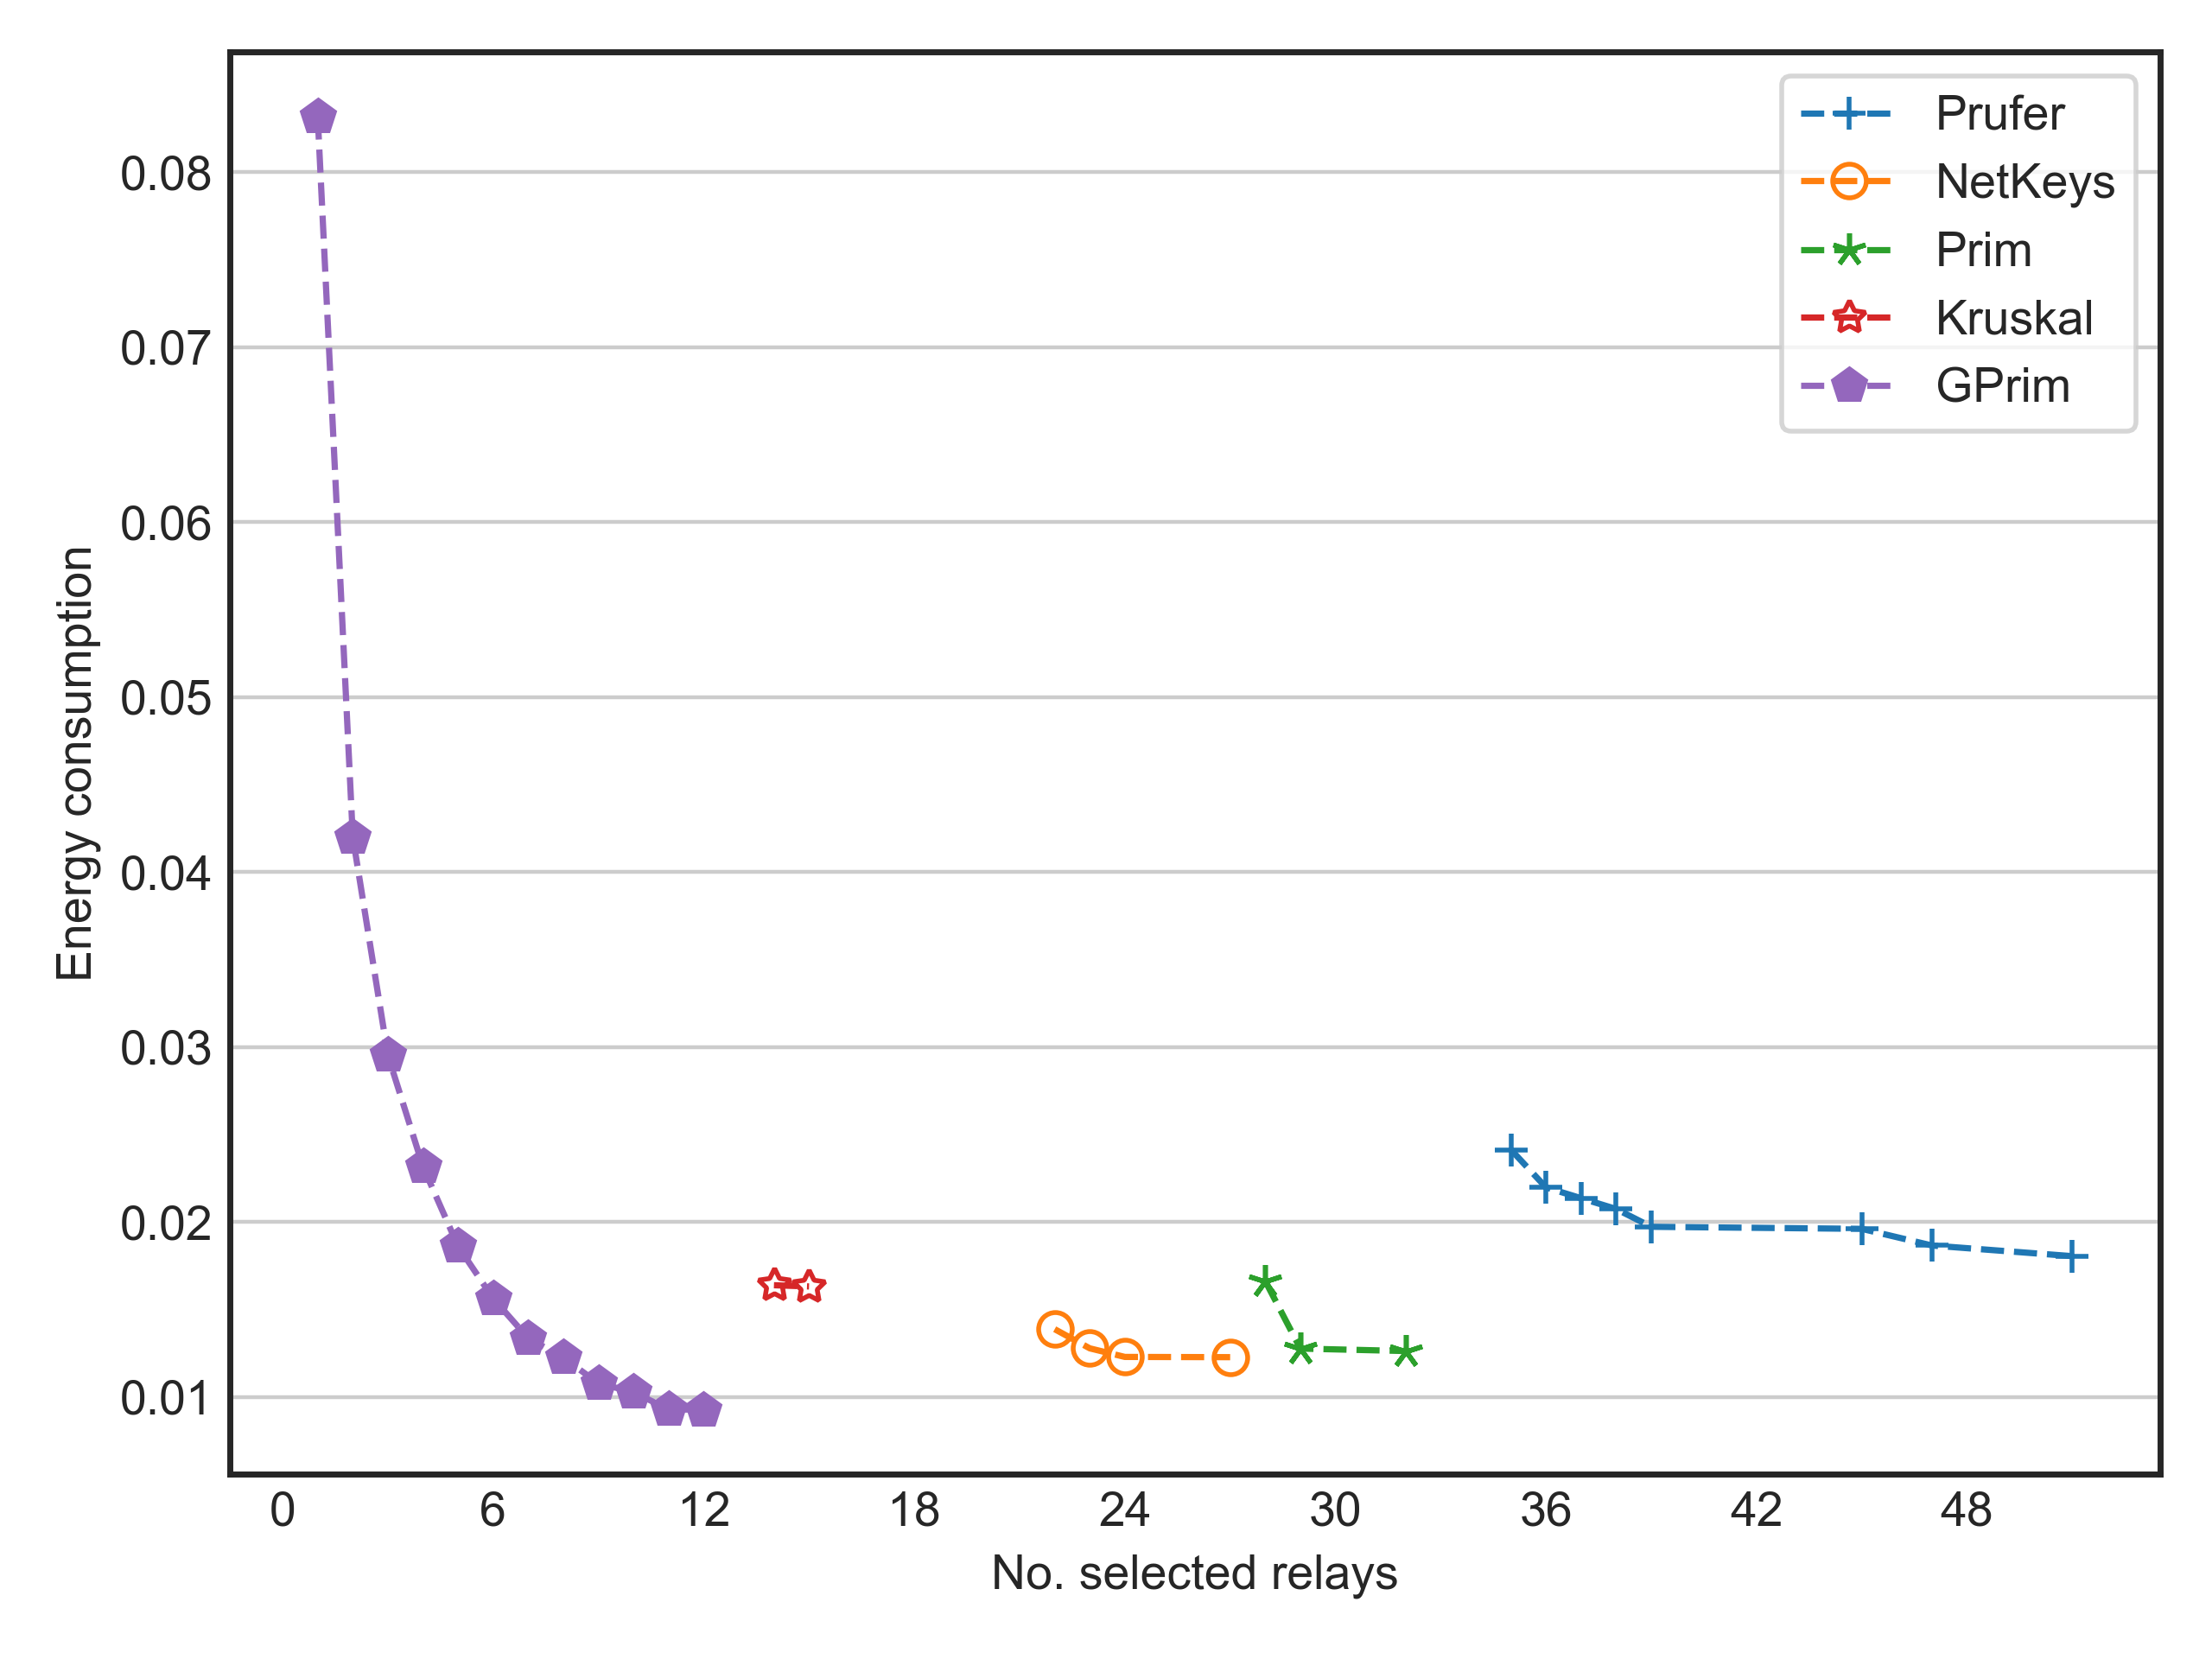 Prufer
NetKeys
Prim
Kruskal
GPrim
0.08
0.07
0.06
0.05
0.04
0.03
0.02
0.01
Energy consumption
0 6 12 18 24 30 36 42 48
No. selected relays